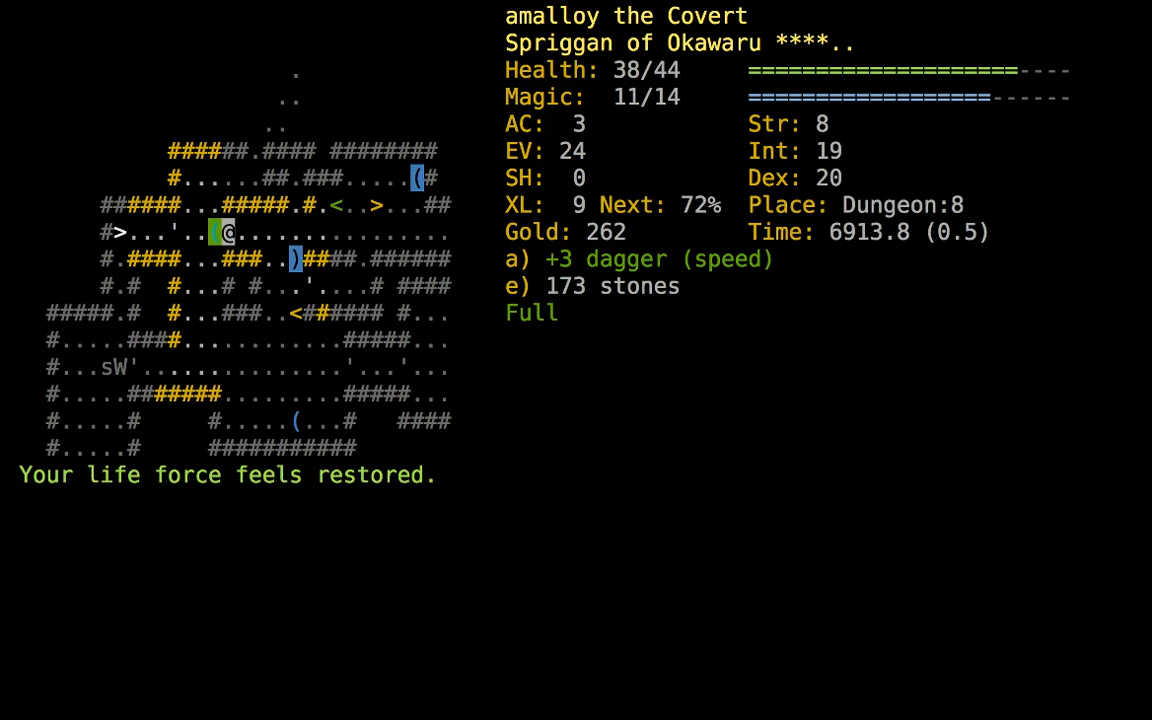 amalloy the Covert
Spriggan of Okawaru ****..
Health: 38/44 ====================----
Magic: 11/14 ==================------
AC: 3 Str: 8
EV: 24 Int: 19
SH: 0 Dex: 20
XL: 9 Next: 72% Place: Dungeon:8
Gold: 262 Time: 6913.8 (0.5)
a) +3 dagger (speed)
e) 173 stones
Full
.
..
..
######.#### ########
#......##.###.....(#
######...#####.#.<..>...##
#>...'..(@................
#.####...###..)####.######
#.# #...# #...'....# ####
#####.# #...###..<###### #...
#.....####............#####...
#...sW'...............'...'...
#.....#######.........#####...
#.....# #.....(...# ####
#.....# ###########
Your life force feels restored.